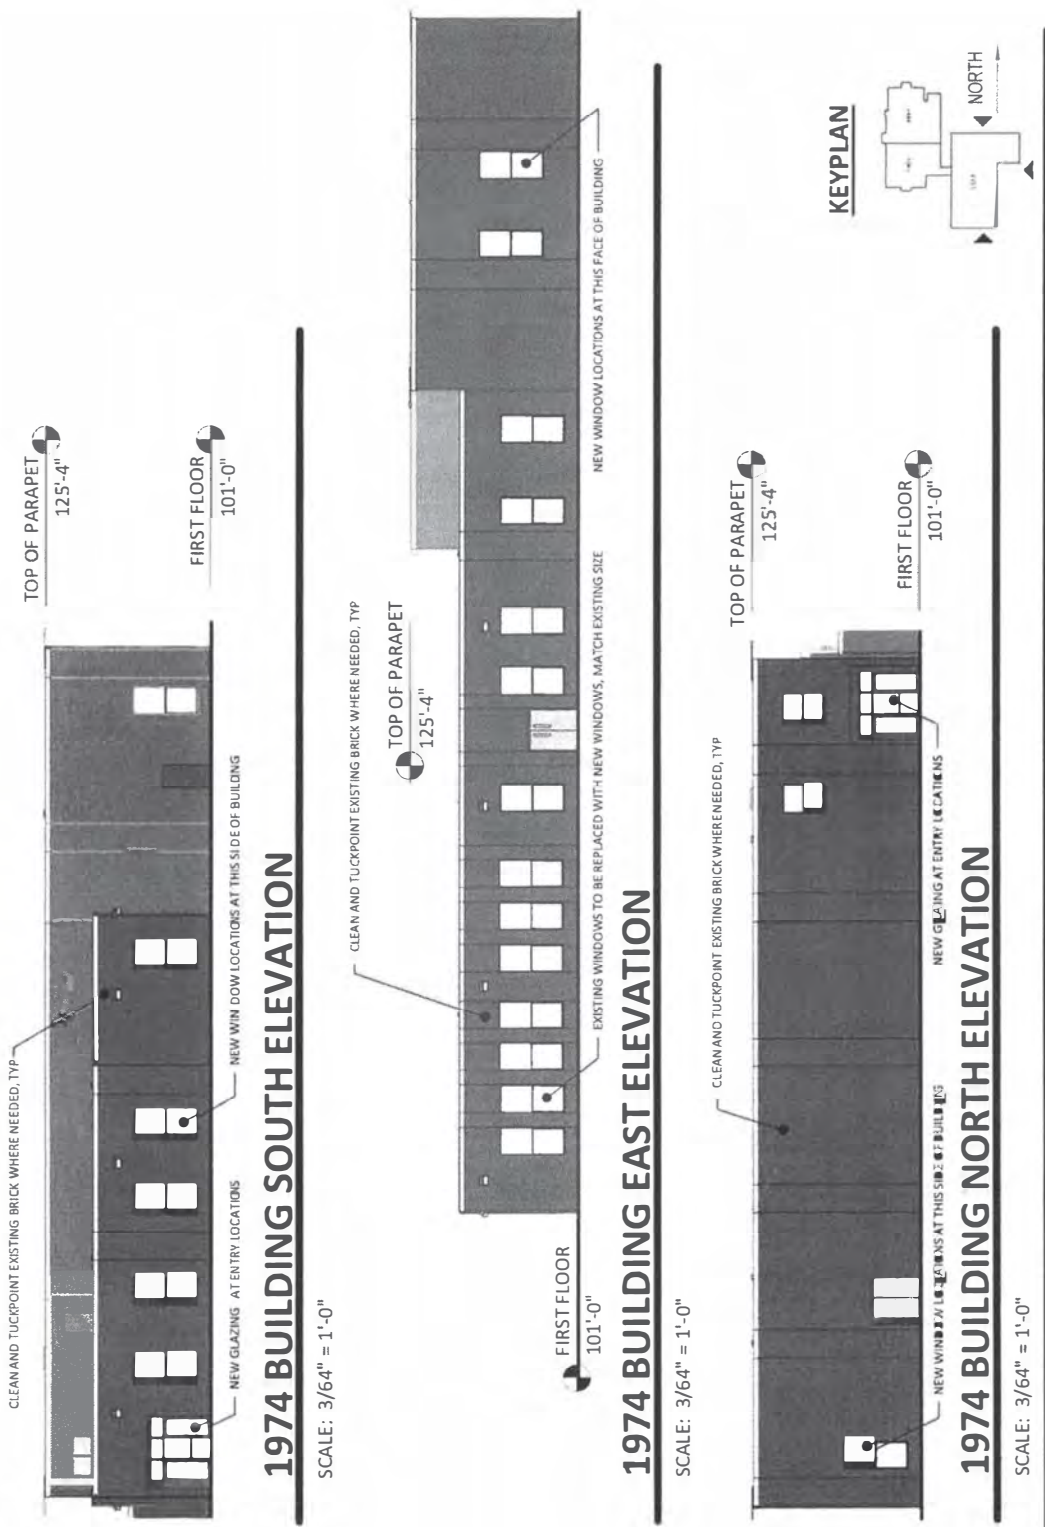 CLEAN AND TUCKPOINT EXISTING BRICK WHERE NEEDED, TYP
TOP OF PARAPET
125'-4"
FIRST FLOOR
101'-0"
NEW GLAZING AT ENTRY LOCATIONS
NEW WIN DOW LOCATIONS AT THIS SIDE OF BUILDING
1974 BUILDING SOUTH ELEVATION
SCALE: 3/64" = 1'-0"
CLEAN AND TUCKPOINT EXISTING BRICK WHERE NEEDED, TYP
TOP OF PARAPET
125'-4"
FIRST FLOOR
101'-0"
EXISTING WINDOWS TO BE REPLACED WITH NEW WINDOWS, MATCH EXISTING SIZE
NEW WINDOW LOCATIONS AT THIS FACE OF BUILDING
1974 BUILDING EAST ELEVATION
SCALE: 3/64" = 1'-0"
CLEAN AND TUCKPOINT EXISTING BRICK WHERE NEEDED, TYP
TOP OF PARAPET
125'-4"
FIRST FLOOR
101'-0"
NEW WINDOW LOCATIONS AT THIS SIDE OF BUILDING
NEW GLAING AT ENTRY LOCATIONS
1974 BUILDING NORTH ELEVATION
SCALE: 3/64" = 1'-0"
KEYPLAN
NORTH